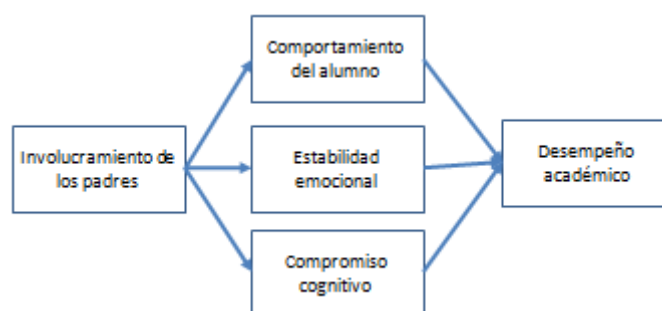 Comportamiento
del alumno
Involucramiento de
los padres
Estabilidad
emocional
Desempeño
académico
Compromiso
cognitivo